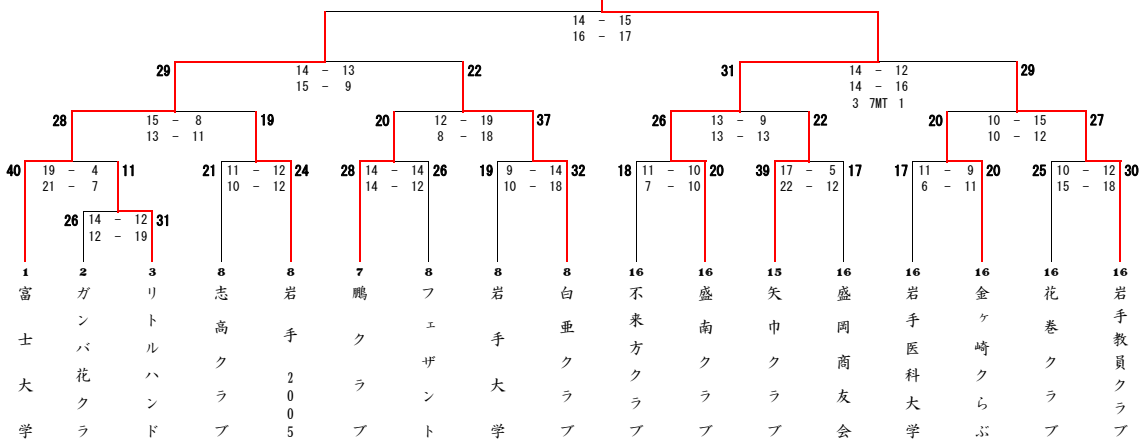 14 - 15
16 - 17
29 14 - 13 22 31 14 - 12 29
15 - 9 14 - 16
3 7MT 1
28 15 - 8 19 20 12 - 19 37 26 13 - 9 22 20 10 - 15 27
13 - 11 8 - 18 13 - 13 10 - 12
40 19 - 4 11 21 11 - 12 24 28 14 - 14 26 19 9 - 14 32 18 11 - 10 20 39 17 - 5 17 17 11 - 9 20 25 10 - 12 30
21 - 7 10 - 12 14 - 12 10 - 18 7 - 10 22 - 12 6 - 11 15 - 18
26 14 - 12 31
12 - 19
1 2 3 8 8 7 8 8 8 16 16 15 16 16 16 16 16
富士大学
ガンバ花クラ
リトルハンド
志高クラブ
岩手2005
鵬クラブ
フェザント
岩手大学
白亜クラブ
不来方クラブ
盛南クラブ
矢巾クラブ
盛岡商友会
岩手医科大学
金ヶ崎クらぶ
花巻クラブ
岩手教員クラブ